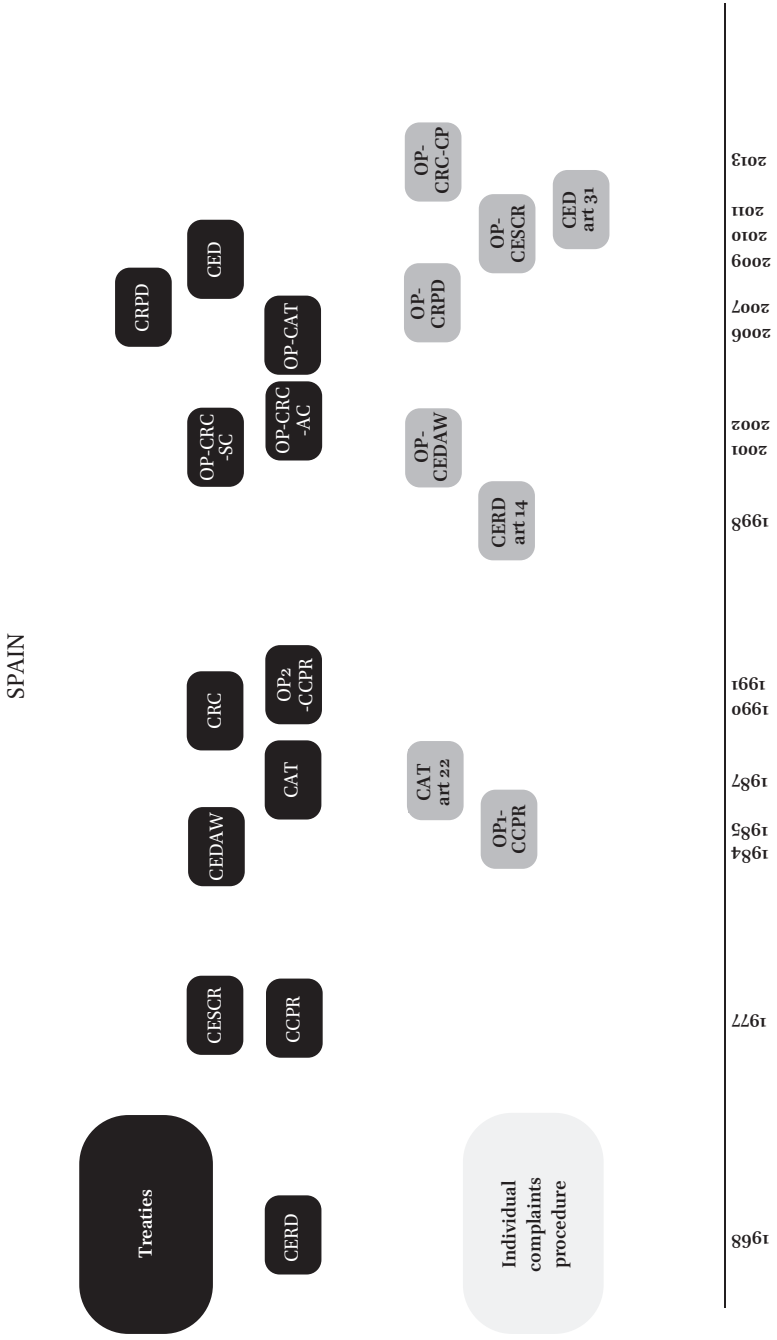 SPAIN
Treaties
CERD
CESCR
CCPR
CEDAW
CAT
CRC
OP2
-CCPR
OP-CRC
-SC
OP-CRC
-AC
OP-CAT
CRPD
CED
Individual
complaints
procedure
OP1-
CCPR
CAT
art 22
CERD
art 14
OP-
CEDAW
OP-
CRPD
OP-
CESCR
CED
art 31
OP-
CRC-CP
1968
1977
1984
1985
1987
1990
1991
1998
2001
2002
2006
2007
2009
2010
2011
2013